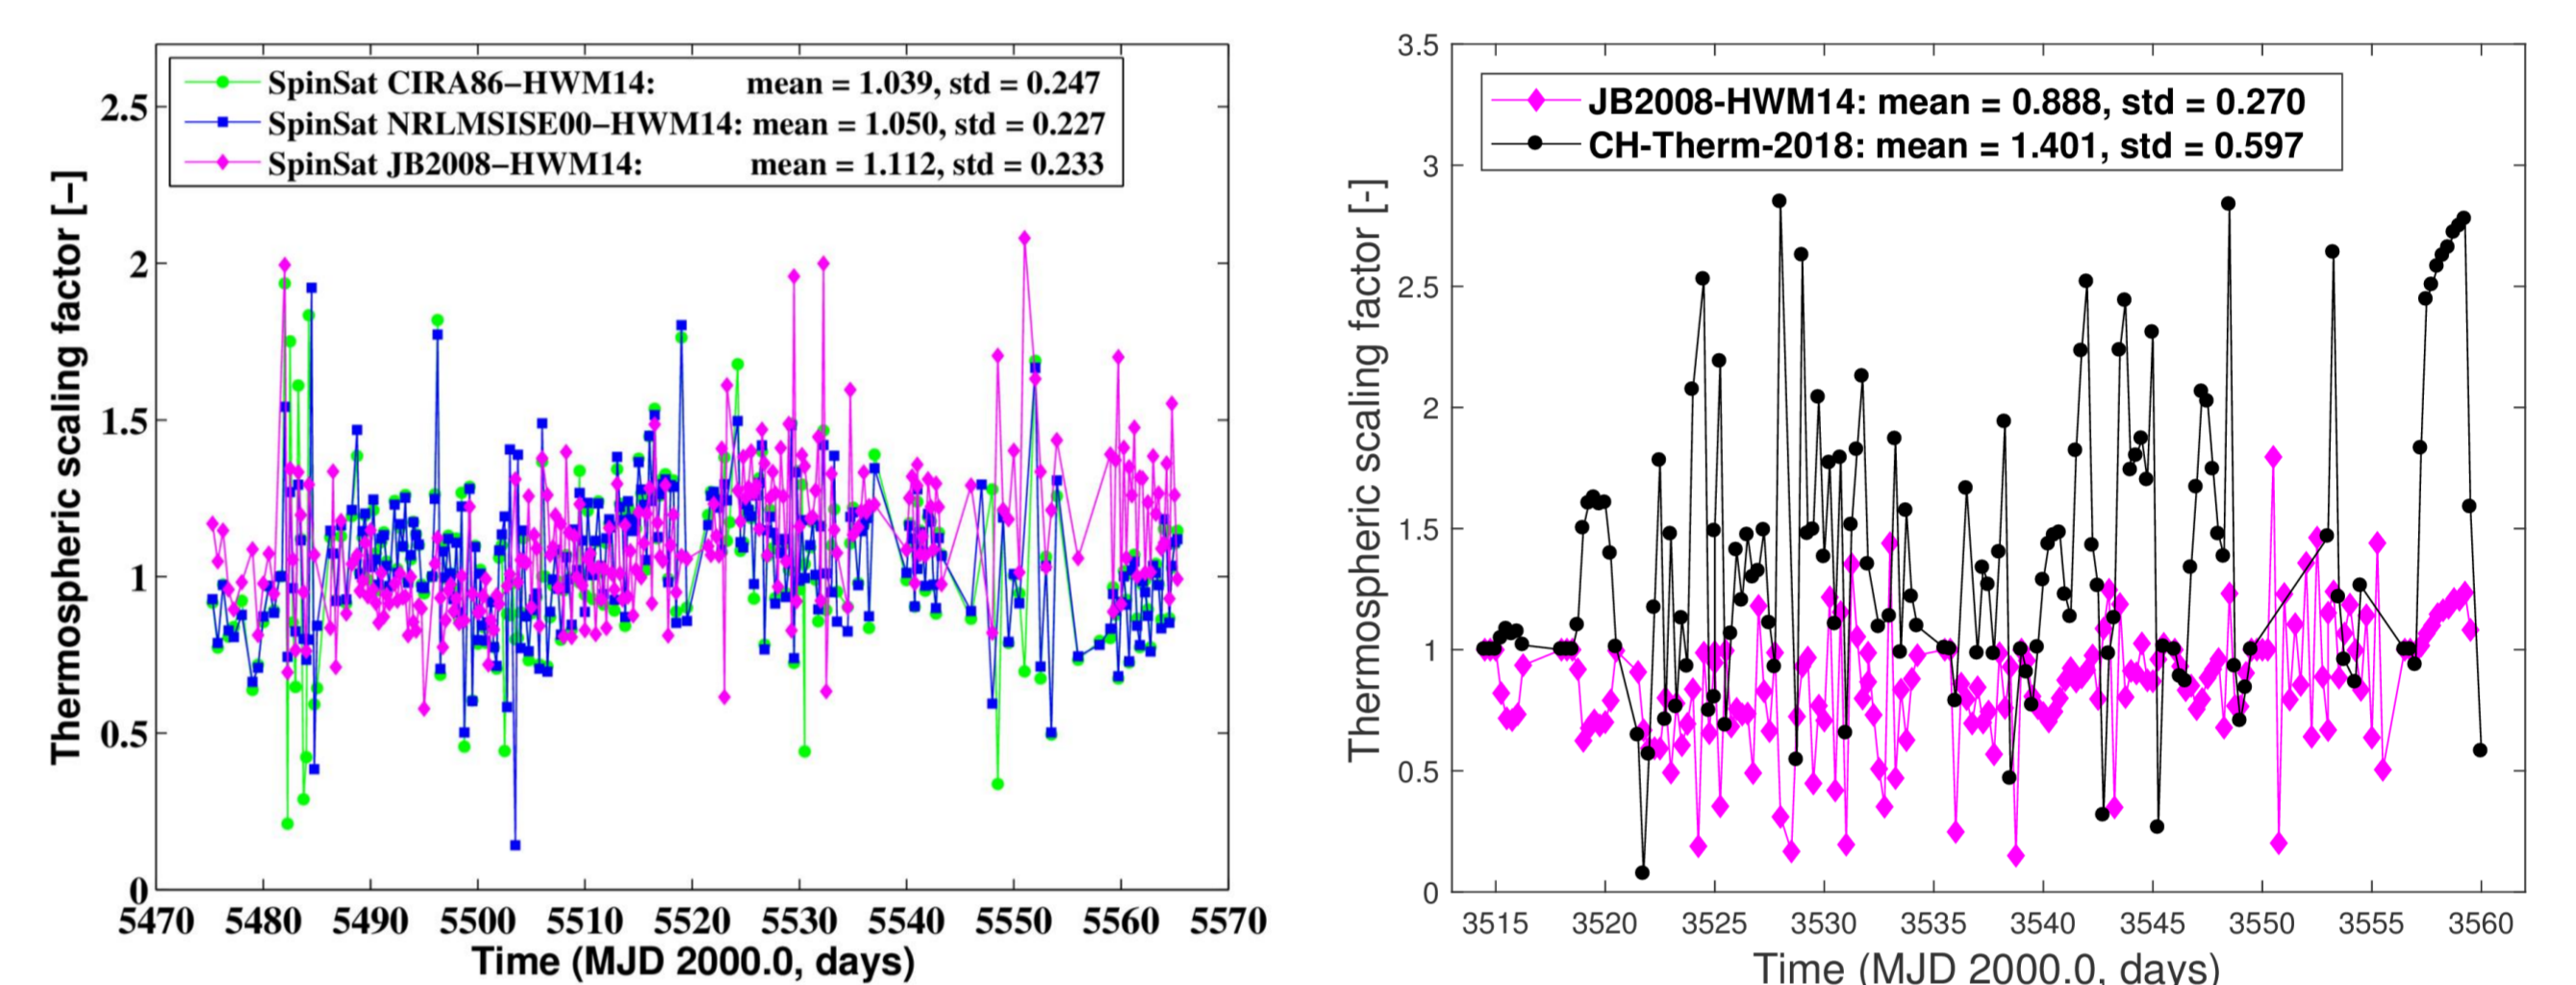 SpinSat CIRA86−HWM14: mean = 1.039, std = 0.247
SpinSat NRLMSISE00−HWM14: mean = 1.050, std = 0.227
SpinSat JB2008−HWM14: mean = 1.112, std = 0.233
Thermospheric scaling factor [−]
2.5
2
1.5
1
0.5
0
5470 5480 5490 5500 5510 5520 5530 5540 5550 5560 5570
Time (MJD 2000.0, days)
JB2008-HWM14: mean = 0.888, std = 0.270
CH-Therm-2018: mean = 1.401, std = 0.597
Thermospheric scaling factor [-]
3.5
3
2.5
2
1.5
1
0.5
0
3515 3520 3525 3530 3535 3540 3545 3550 3555 3560
Time (MJD 2000.0, days)